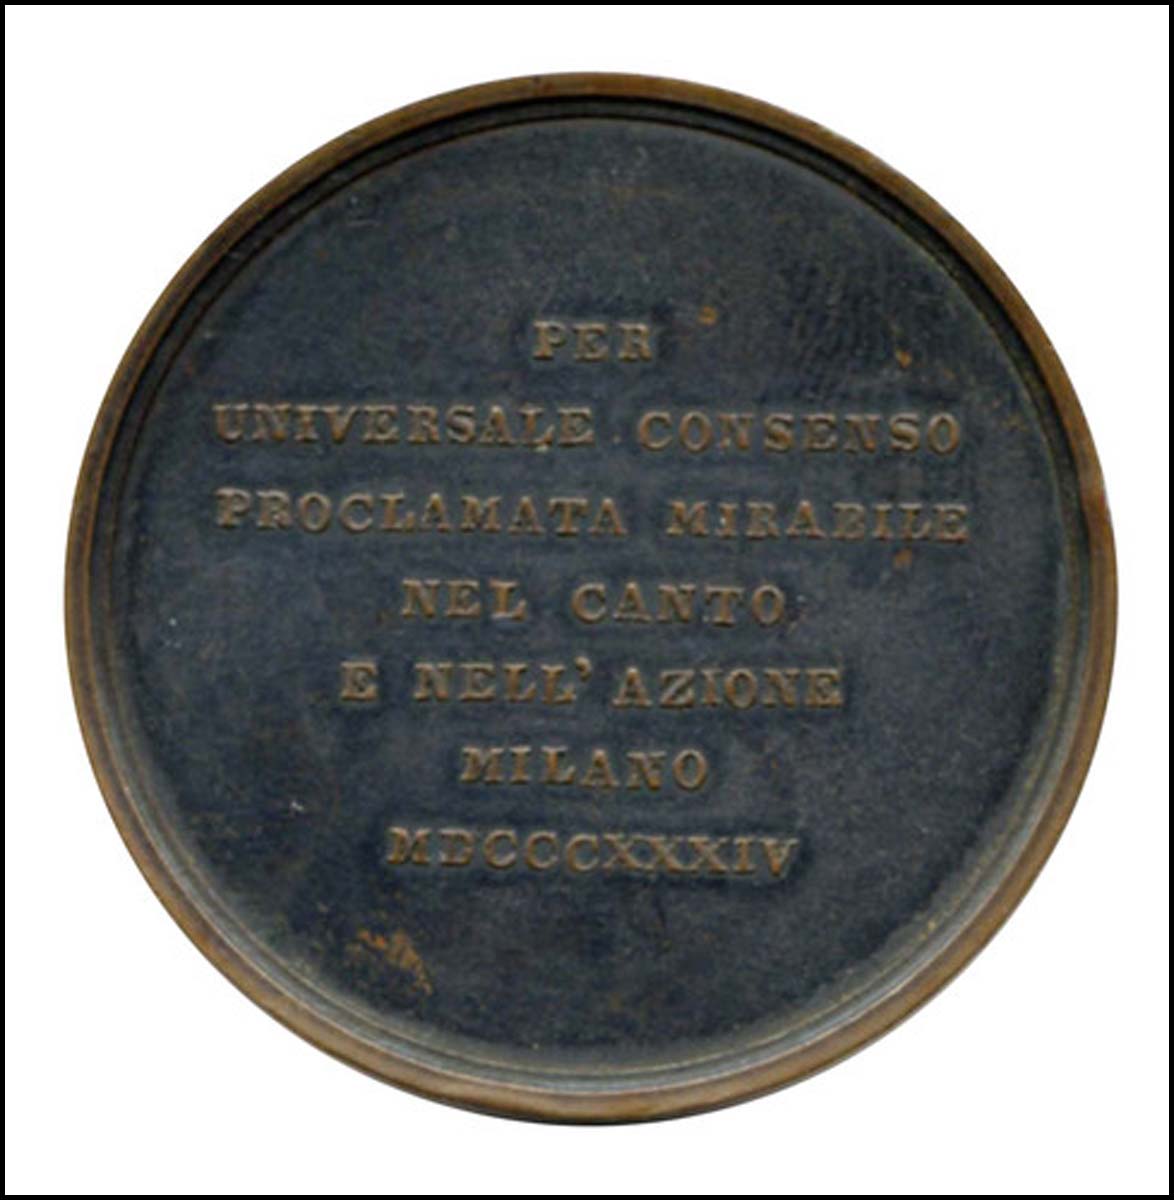 PER
UNIVERSALE CONSENSO
PROCLAMATA MIRABILE
NEL CANTO
E NELL' AZIONE
MILANO
MDCCCXXXIV